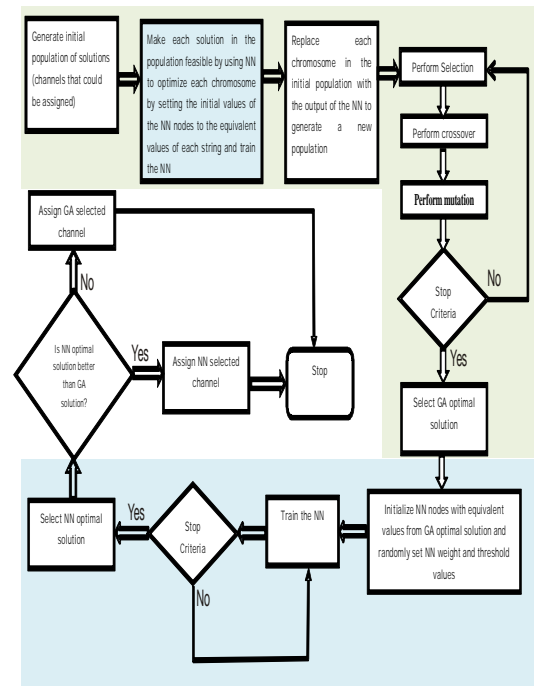 Generate initial
population of solutions
(channels that could
be assigned)
Make each solution in the
population feasible by using NN
to optimize each chromosome
by setting the initial values of
the NN nodes to the equivalent
values of each string and train
the NN
Replace each
chromosome in the
initial population with
the output of the NN to
generate a new
population
Perform Selection
Perform crossover
Perform mutation
Stop
Criteria
No
Yes
Select GA optimal
solution
Initialize NN nodes with equivalent
values from GA optimal solution and
randomly set NN weight and threshold
values
Train the NN
Stop
Criteria
No
Yes
Select NN optimal
solution
Is NN optimal
solution better
than GA
solution?
No
Assign GA selected
channel
Yes
Assign NN selected
channel
Stop